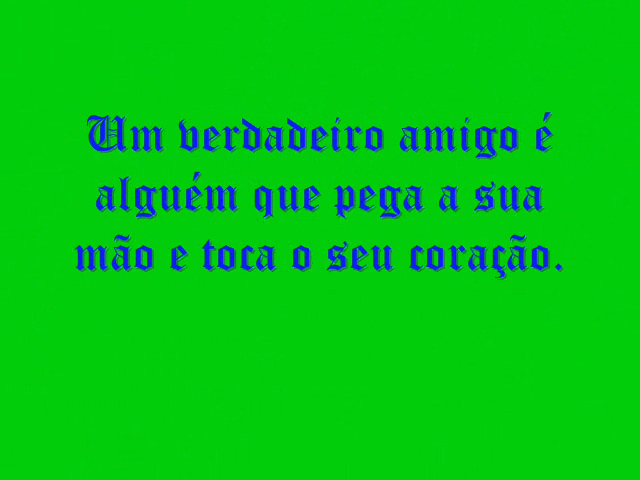 Um verdadeiro amigo é
alguém que pega a sua
mão e toca o seu coração.